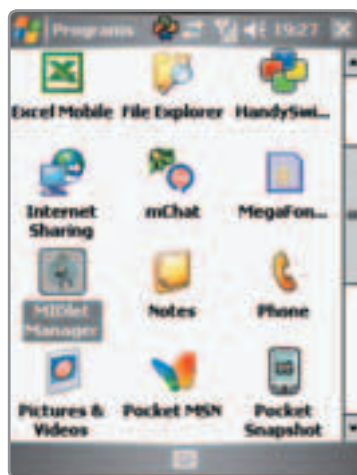 Programs 19:27
Excel Mobile File Explorer HandySwi...
Internet Sharing mChat MegaFon...
MIDlet Manager Notes Phone
Pictures & Videos Pocket MSN Pocket Snapshot